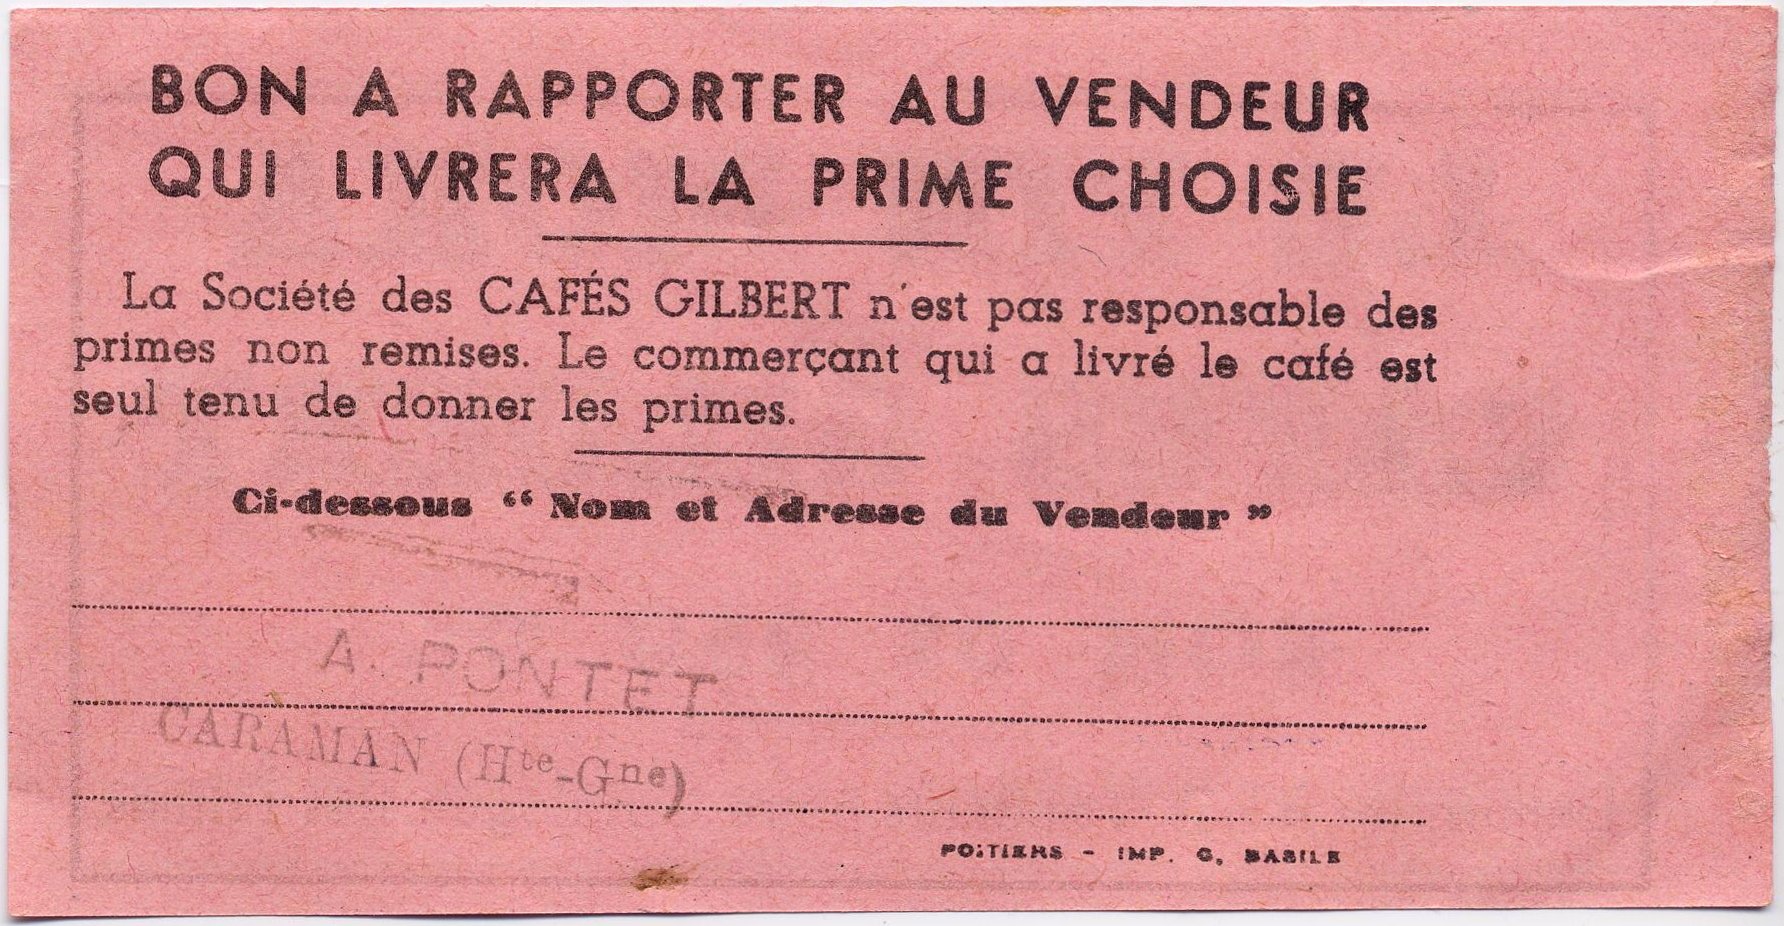 BON A RAPPORTER AU VENDEUR
QUI LIVRERA LA PRIME CHOISIE
La Société des CAFÉS GILBERT n'est pas responsable des
primes non remises. Le commerçant qui a livré le café est
seul tenu de donner les primes.
Ci-dessous “ Nom et Adresse du Vendeur ”
A. PONTET
CARAMAN (Hte-Gne)
POITIERS - IMP. G. BASILE